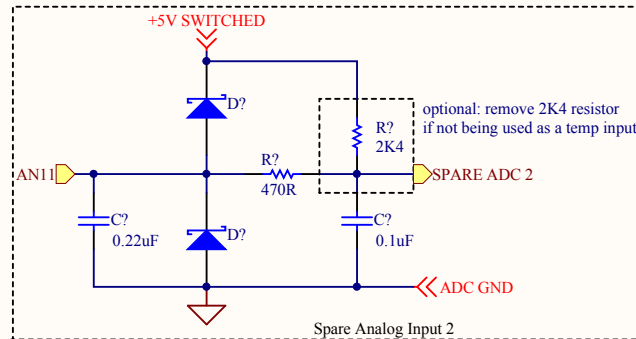 +5V SWITCHED
D?
optional: remove 2K4 resistor
if not being used as a temp input
R?
2K4
AN11
R?
470R
SPARE ADC 2
C?
0.22uF
D?
C?
0.1uF
ADC GND
Spare Analog Input 2